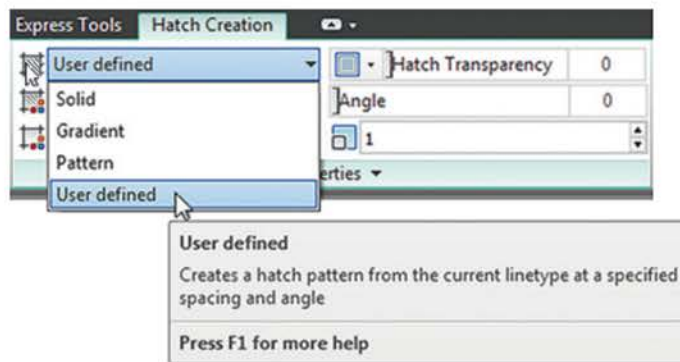 Express Tools Hatch Creation
User defined Hatch Transparency 0
Solid Angle 0
Gradient 1
Pattern
erties
User defined
User defined
Creates a hatch pattern from the current linetype at a specified
spacing and angle
Press F1 for more help